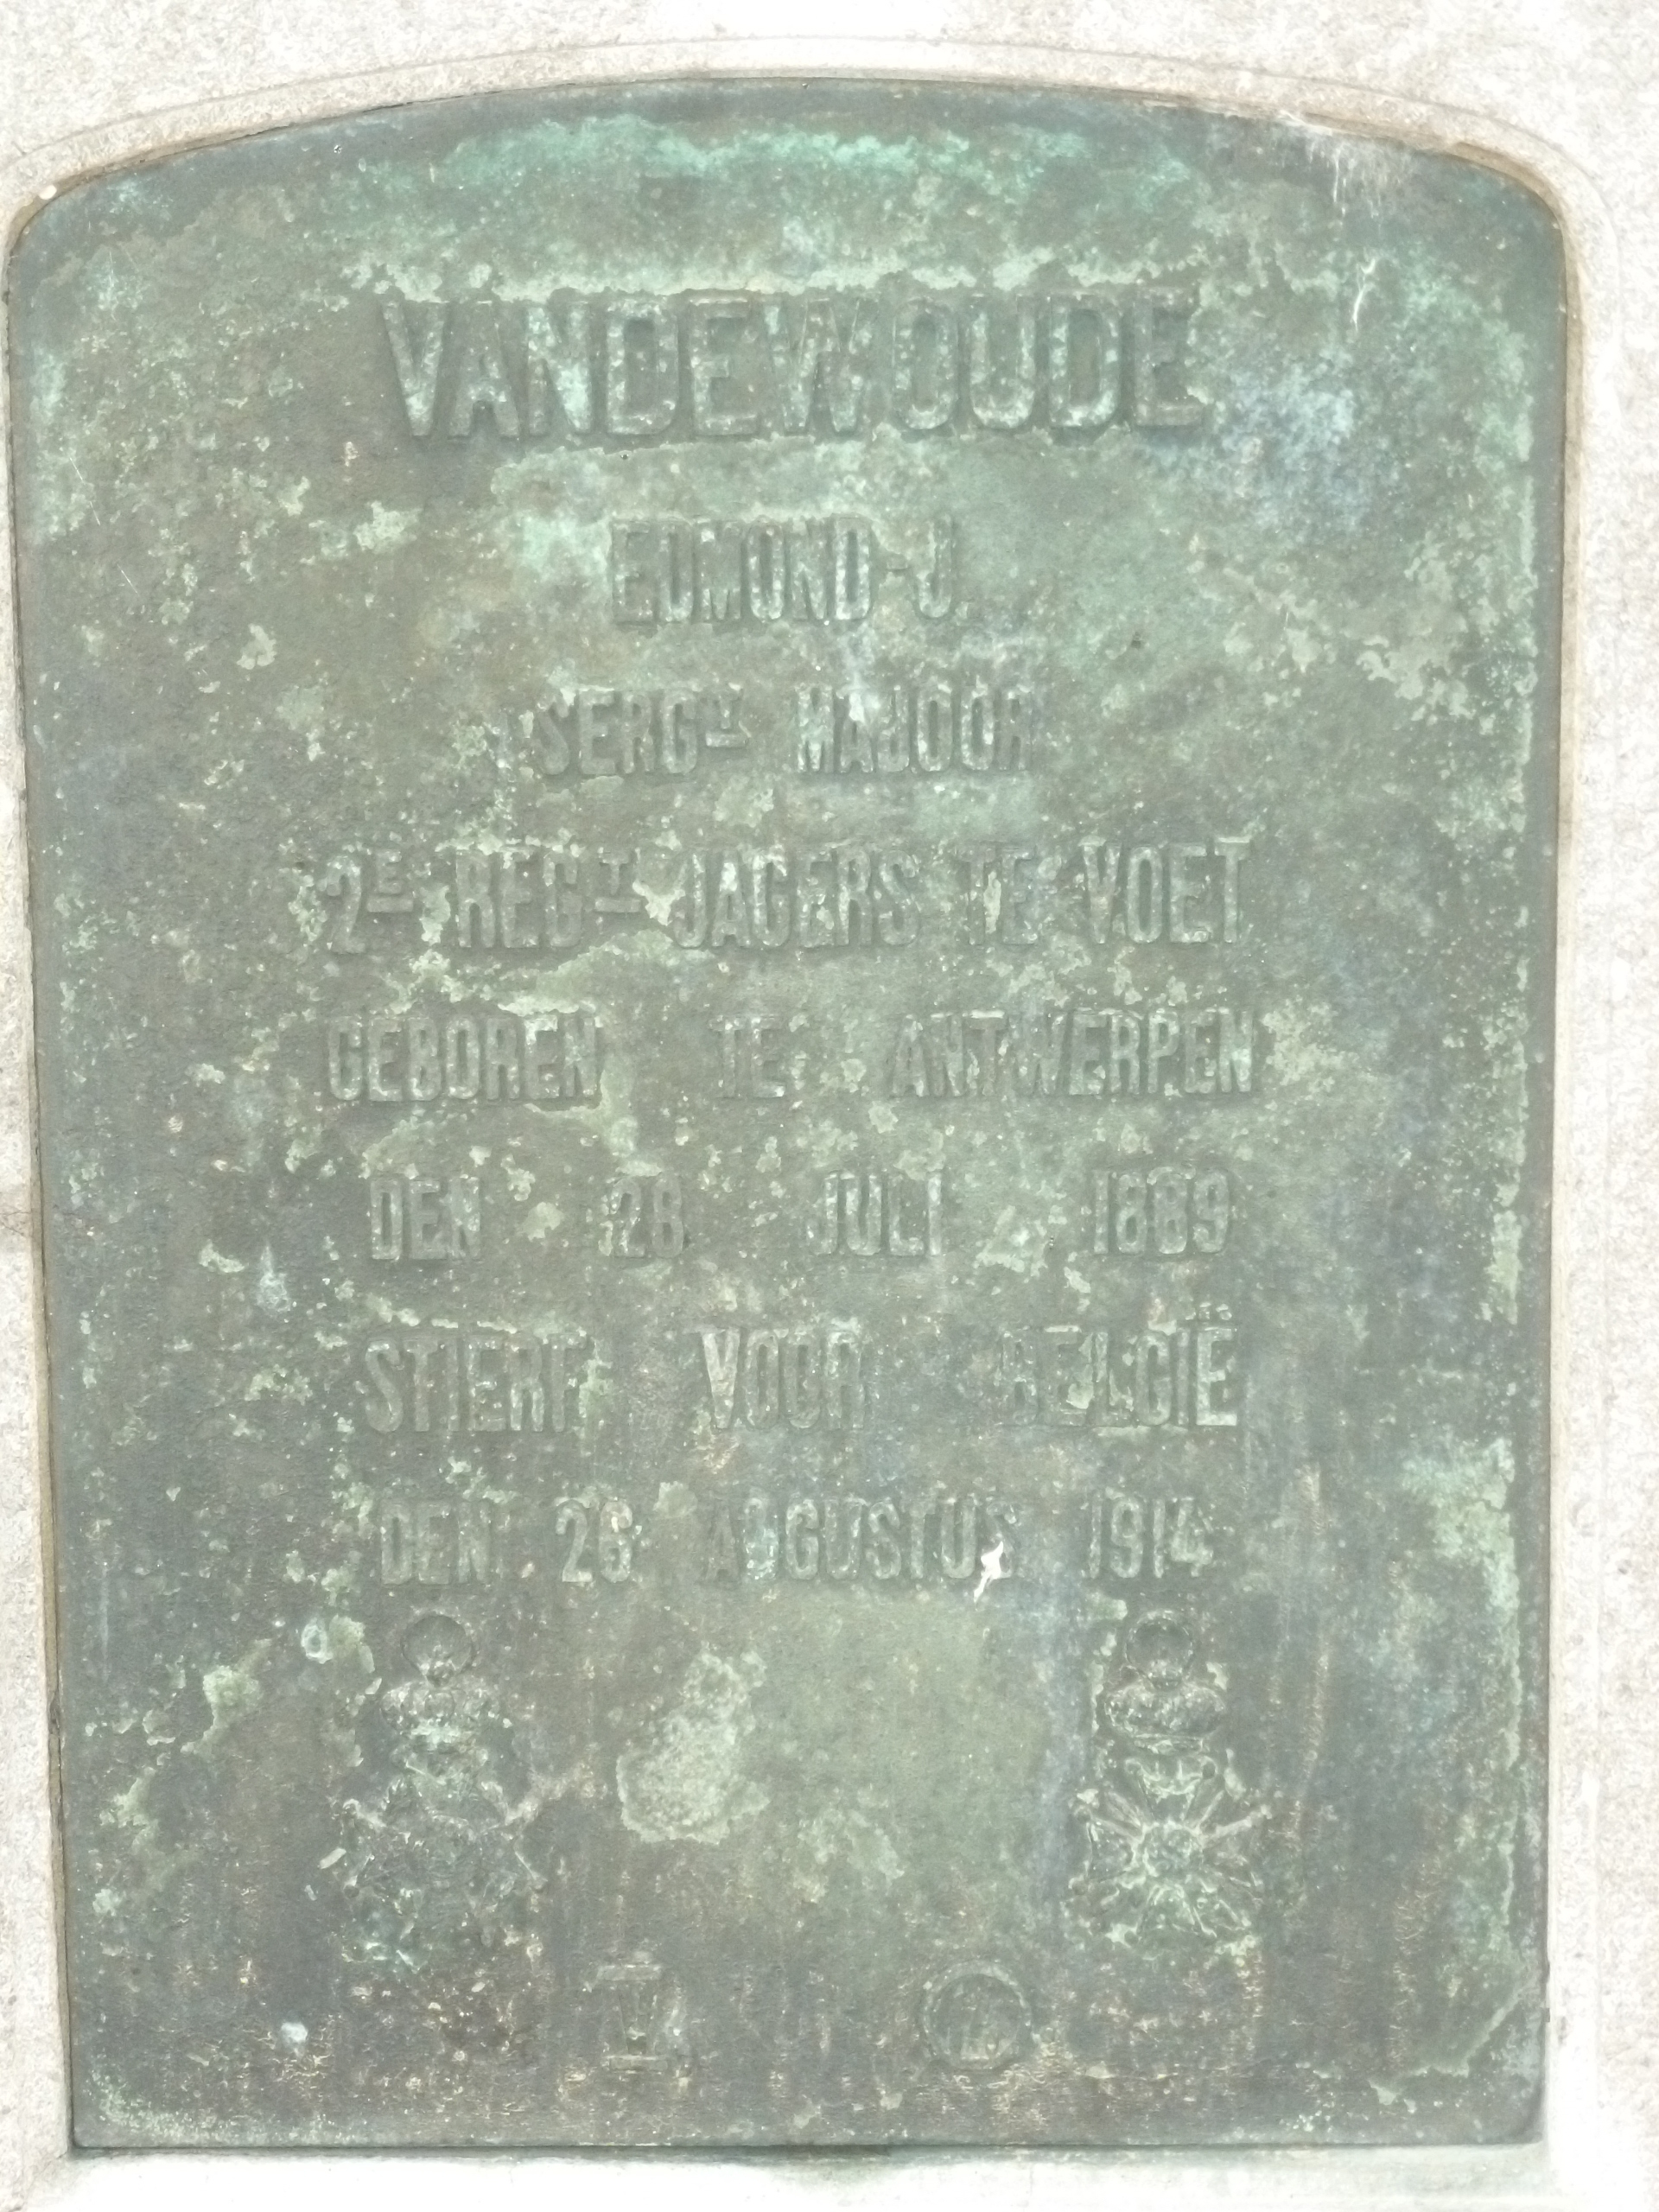 VANDEWOUDE
EDMOND J.
SERGT MAJOOR
2E REGT JAGERS TE VOET
GEBOREN TE ANTWERPEN
DEN 28 JULI 1889
STIERF VOOR BELGIË
DEN 26 AUGUSTUS 1914